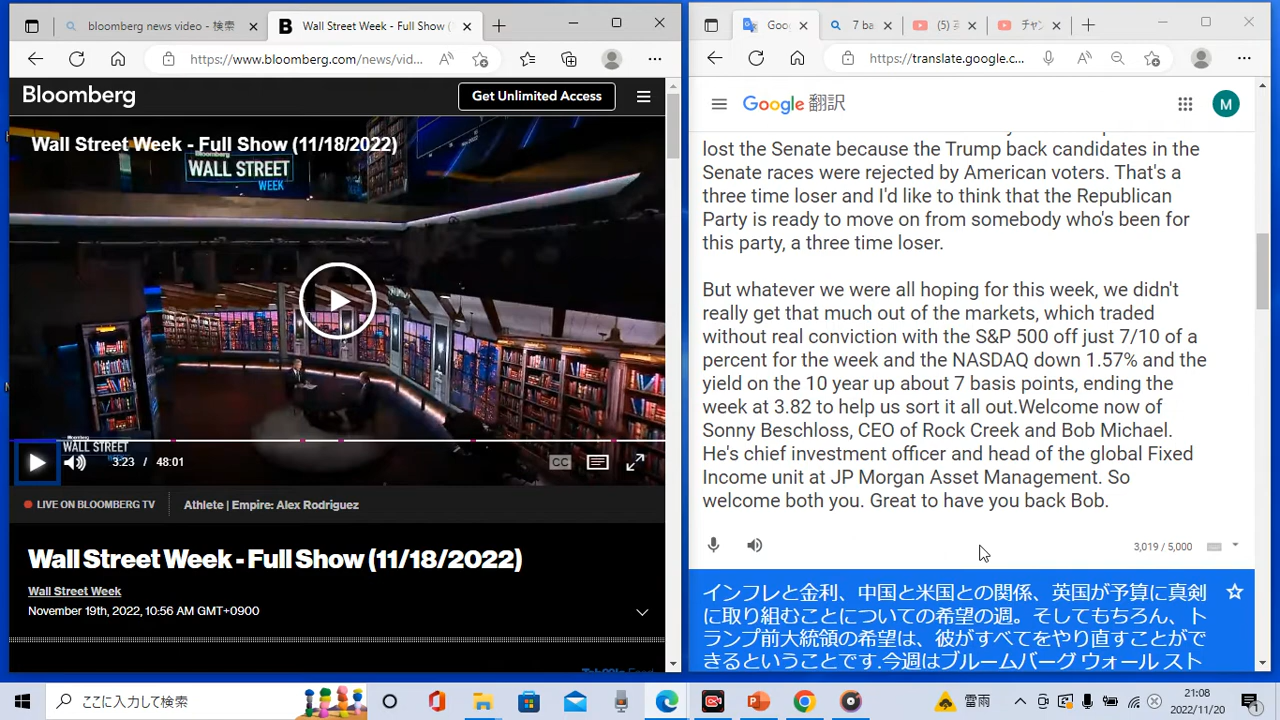 bloomberg news video - 検索
Wall Street Week - Full Show (11/
https://www.bloomberg.com/news/vid...
Bloomberg
Get Unlimited Access
Wall Street Week - Full Show (11/18/2022)
Bloomberg
WALL STREET
WEEK
WALL STREET
3:23 / 48:01
CC
LIVE ON BLOOMBERG TV
Athlete | Empire: Alex Rodriguez
Wall Street Week - Full Show (11/18/2022)
Wall Street Week
November 19th, 2022, 10:56 AM GMT+0900
Goog
7 ba
(5)
チャン
https://translate.google.c...
Google 翻訳
M
lost the Senate because the Trump back candidates in the
Senate races were rejected by American voters. That's a
three time loser and I'd like to think that the Republican
Party is ready to move on from somebody who's been for
this party, a three time loser.
But whatever we were all hoping for this week, we didn't
really get that much out of the markets, which traded
without real conviction with the S&P 500 off just 7/10 of a
percent for the week and the NASDAQ down 1.57% and the
yield on the 10 year up about 7 basis points, ending the
week at 3.82 to help us sort it all out.Welcome now of
Sonny Beschloss, CEO of Rock Creek and Bob Michael.
He's chief investment officer and head of the global Fixed
Income unit at JP Morgan Asset Management. So
welcome both you. Great to have you back Bob.
3,019 / 5,000
インフレと金利、中国と米国との関係、英国が予算に真剣
に取り組むことについての希望の週。そしてもちろん、ト
ランプ前大統領の希望は、彼がすべてをやり直すことがで
きるということです.今週はブルームバーグ ウォール スト
ここに入力して検索
雷雨
21:08
2022/11/20